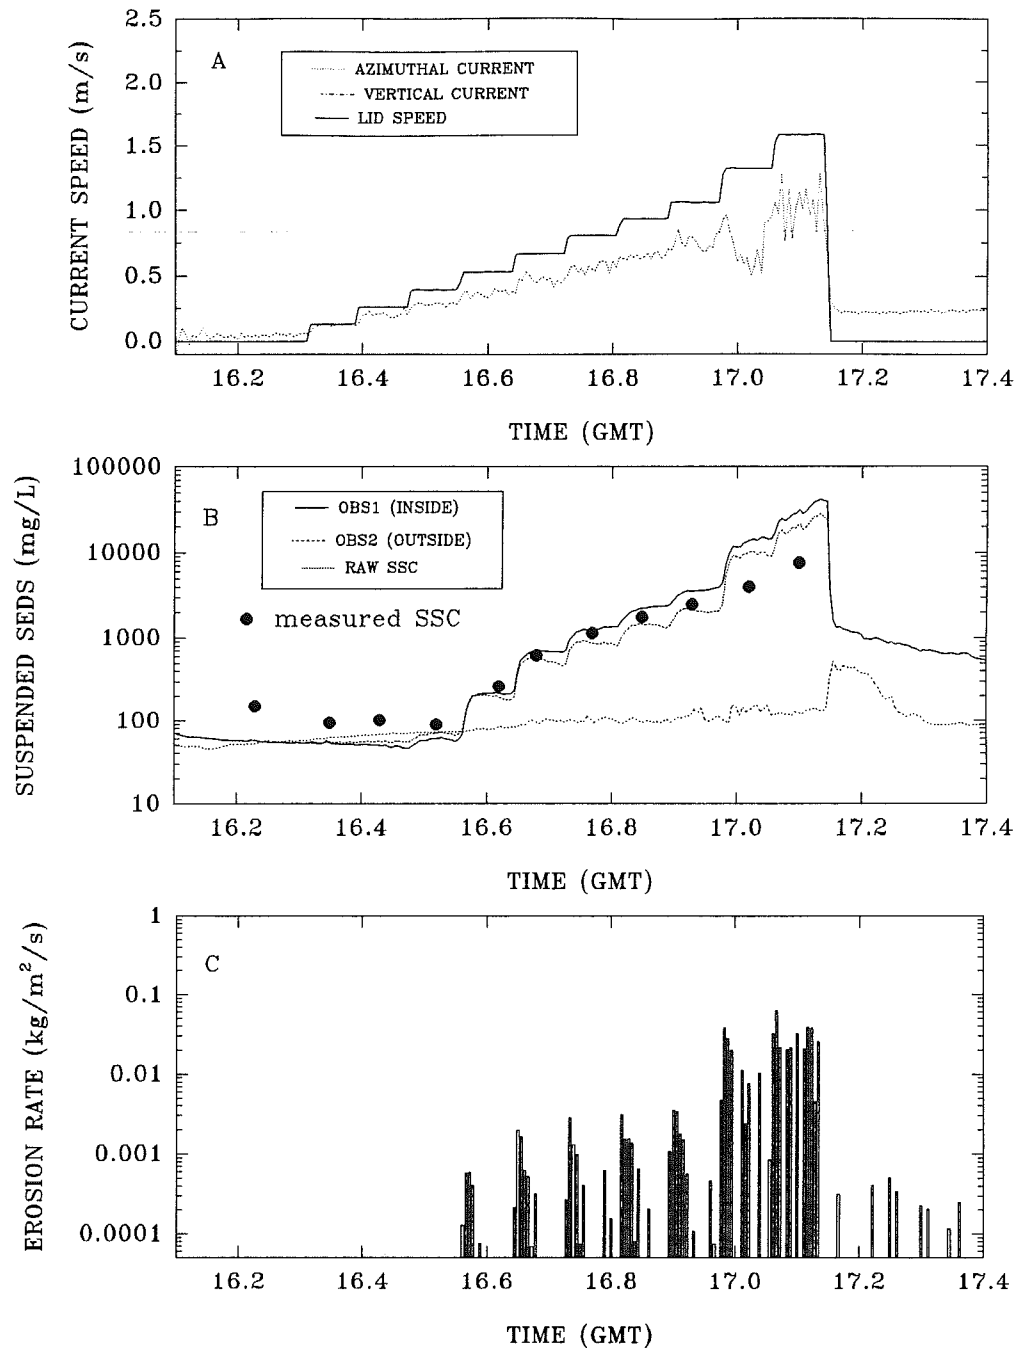 CURRENT SPEED (m/s)
2.5
2.0
1.5
1.0
0.5
0.0
A
AZIMUTHAL CURRENT
VERTICAL CURRENT
LID SPEED
16.2 16.4 16.6 16.8 17.0 17.2 17.4
TIME (GMT)
SUSPENDED SEDS (mg/L)
100000
10000
1000
100
10
B
OBS1 (INSIDE)
OBS2 (OUTSIDE)
RAW SSC
measured SSC
16.2 16.4 16.6 16.8 17.0 17.2 17.4
TIME (GMT)
EROSION RATE (kg/m²/s)
1
0.1
0.01
0.001
0.0001
C
16.2 16.4 16.6 16.8 17.0 17.2 17.4
TIME (GMT)